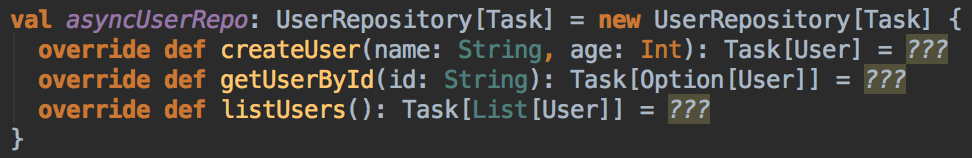 val asyncUserRepo: UserRepository[Task] = new UserRepository[Task] {
  override def createUser(name: String, age: Int): Task[User] = ???
  override def getUserById(id: String): Task[Option[User]] = ???
  override def listUsers(): Task[List[User]] = ???
}